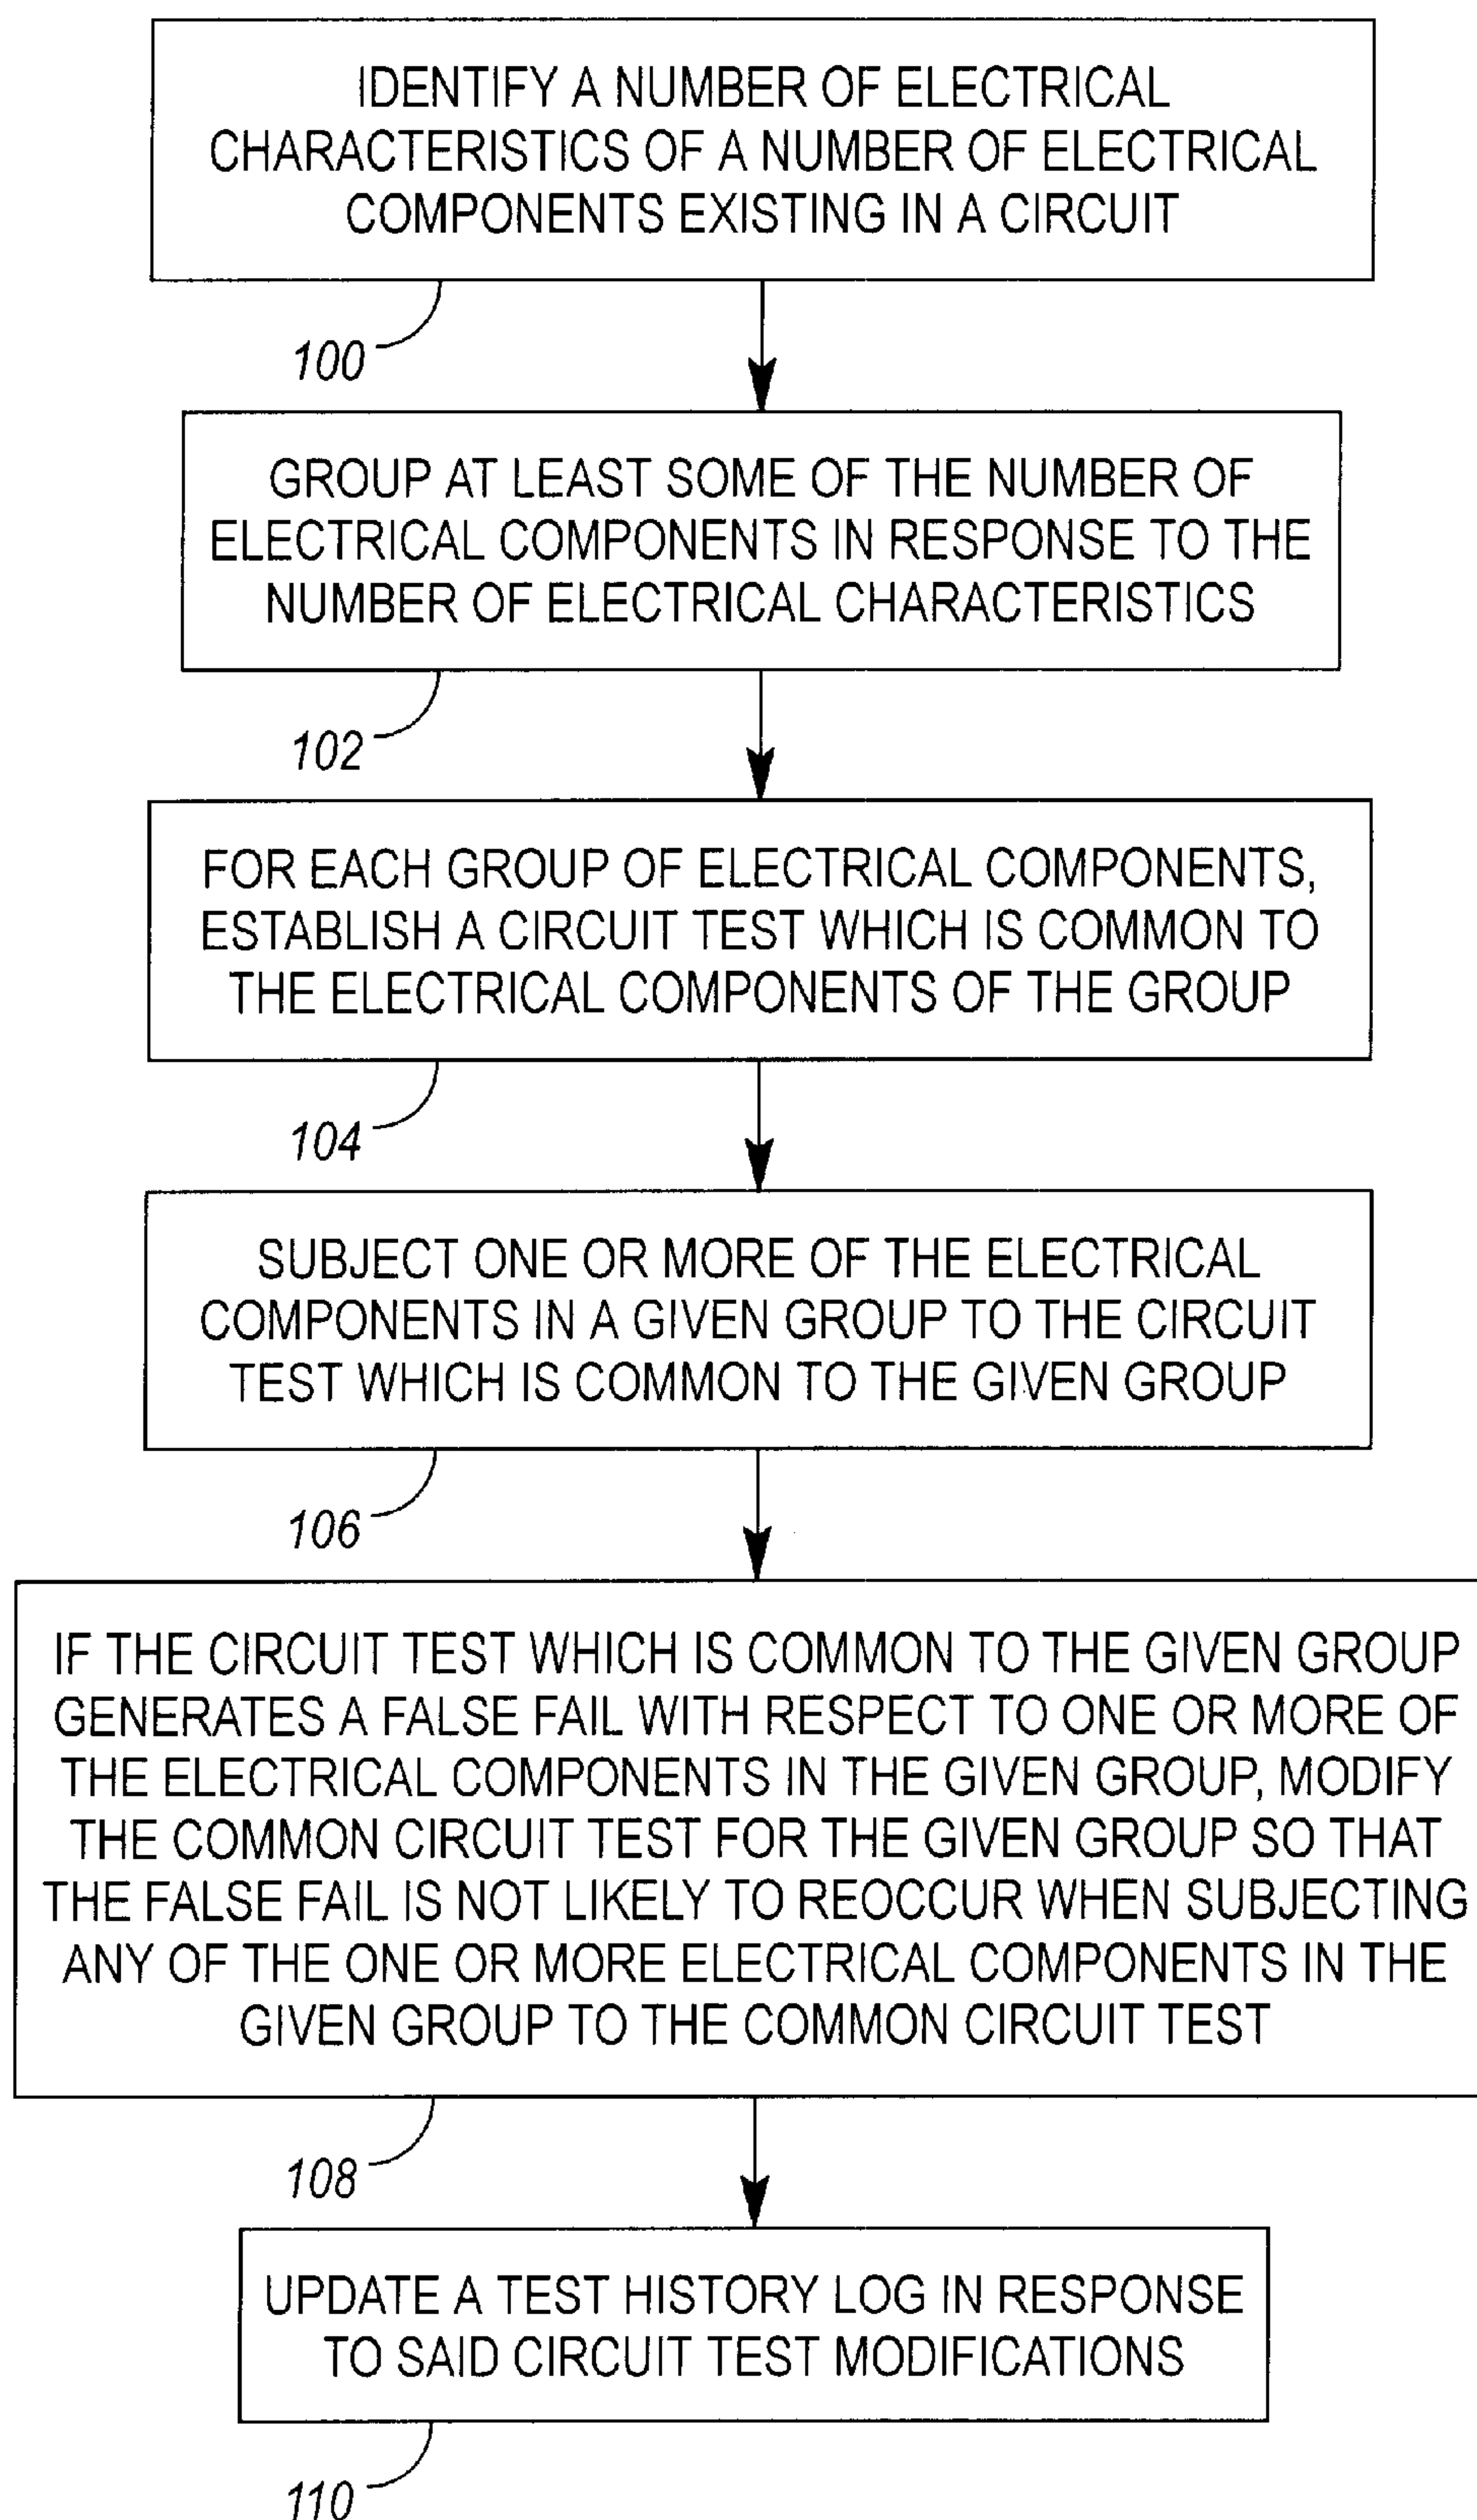 IDENTIFY A NUMBER OF ELECTRICAL
CHARACTERISTICS OF A NUMBER OF ELECTRICAL
COMPONENTS EXISTING IN A CIRCUIT
100
GROUP AT LEAST SOME OF THE NUMBER OF
ELECTRICAL COMPONENTS IN RESPONSE TO THE
NUMBER OF ELECTRICAL CHARACTERISTICS
102
FOR EACH GROUP OF ELECTRICAL COMPONENTS,
ESTABLISH A CIRCUIT TEST WHICH IS COMMON TO
THE ELECTRICAL COMPONENTS OF THE GROUP
104
SUBJECT ONE OR MORE OF THE ELECTRICAL
COMPONENTS IN A GIVEN GROUP TO THE CIRCUIT
TEST WHICH IS COMMON TO THE GIVEN GROUP
106
IF THE CIRCUIT TEST WHICH IS COMMON TO THE GIVEN GROUP
GENERATES A FALSE FAIL WITH RESPECT TO ONE OR MORE OF
THE ELECTRICAL COMPONENTS IN THE GIVEN GROUP, MODIFY
THE COMMON CIRCUIT TEST FOR THE GIVEN GROUP SO THAT
THE FALSE FAIL IS NOT LIKELY TO REOCCUR WHEN SUBJECTING
ANY OF THE ONE OR MORE ELECTRICAL COMPONENTS IN THE
GIVEN GROUP TO THE COMMON CIRCUIT TEST
108
UPDATE A TEST HISTORY LOG IN RESPONSE
TO SAID CIRCUIT TEST MODIFICATIONS
110